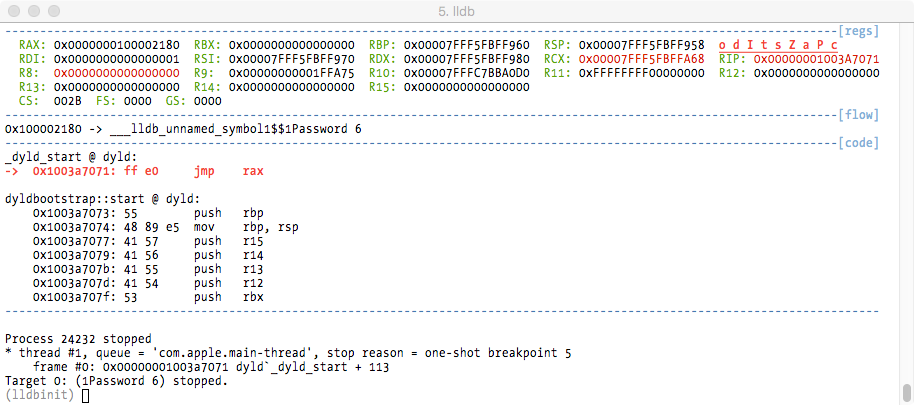 5. lldb
[regs]
RAX: 0x0000000100002180 RBX: 0x0000000000000000 RBP: 0x00007FFF5FBFF960 RSP: 0x00007FFF5FBFF958 o d I t s Z a P c
RDI: 0x0000000000000001 RSI: 0x00007FFF5FBFF970 RDX: 0x00007FFF5FBFF980 RCX: 0x00007FFF5FBFFA68 RIP: 0x00000001003A7071
R8: 0x0000000000000000 R9: 0x00000000001FFA75 R10: 0x00007FFFC7BBA0D0 R11: 0xFFFFFFFF00000000 R12: 0x0000000000000000
R13: 0x0000000000000000 R14: 0x0000000000000000 R15: 0x0000000000000000
CS: 002B FS: 0000 GS: 0000
[flow]
0x100002180 -> ___lldb_unnamed_symbol1$$1Password 6
[code]
_dyld_start @ dyld:
-> 0x1003a7071: ff e0 jmp rax
dyldbootstrap::start @ dyld:
0x1003a7073: 55 push rbp
0x1003a7074: 48 89 e5 mov rbp, rsp
0x1003a7077: 41 57 push r15
0x1003a7079: 41 56 push r14
0x1003a707b: 41 55 push r13
0x1003a707d: 41 54 push r12
0x1003a707f: 53 push rbx
Process 24232 stopped
* thread #1, queue = 'com.apple.main-thread', stop reason = one-shot breakpoint 5
frame #0: 0x00000001003a7071 dyld`_dyld_start + 113
Target 0: (1Password 6) stopped.
(lldbinit)